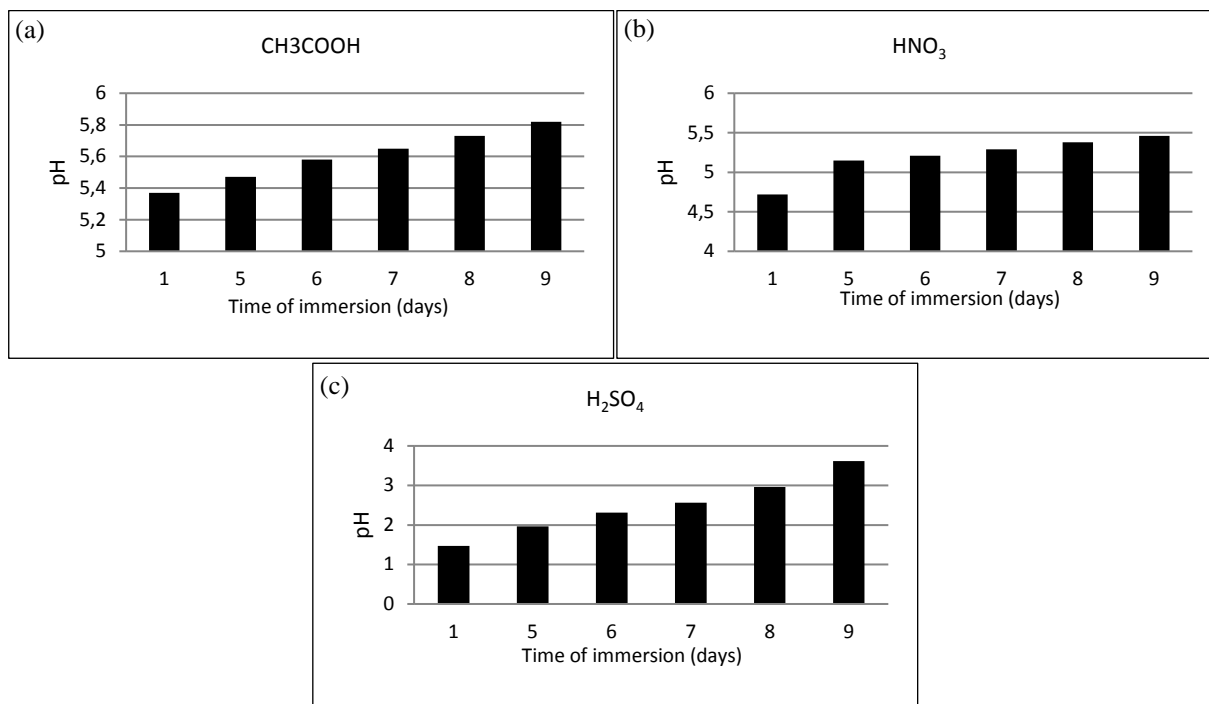 (a)
CH3COOH
6
5,8
5,6
5,4
5,2
5
pH
1 5 6 7 8 9
Time of immersion (days)
(b)
HNO₃
6
5,5
5
4,5
4
pH
1 5 6 7 8 9
Time of immersion (days)
(c)
H₂SO₄
4
3
2
1
0
pH
1 5 6 7 8 9
Time of immersion (days)